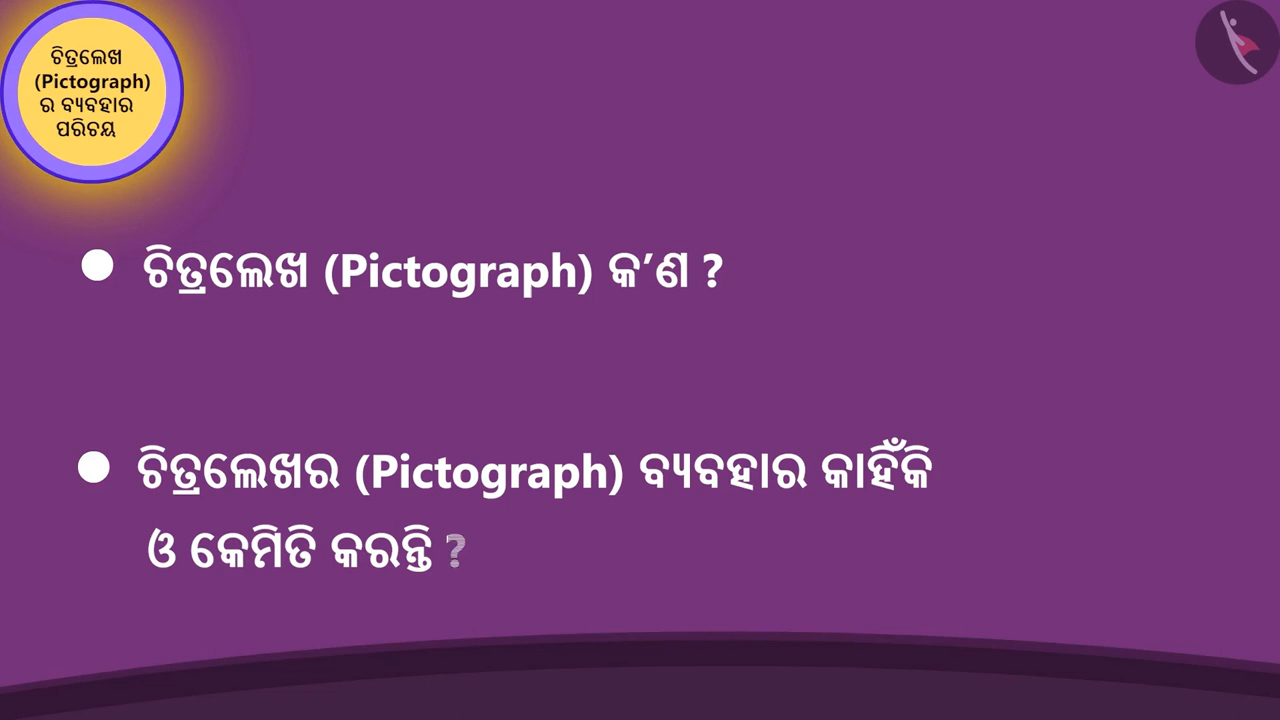 ଚିତ୍ରଲେଖ
(Pictograph)
ର ବ୍ୟବହାର
ପରିଚୟ
ଚିତ୍ରଲେଖ (Pictograph) କ’ଣ ?
ଚିତ୍ରଲେଖର (Pictograph) ବ୍ୟବହାର କାହିଁକି
ଓ କେମିତି କରନ୍ତି ?